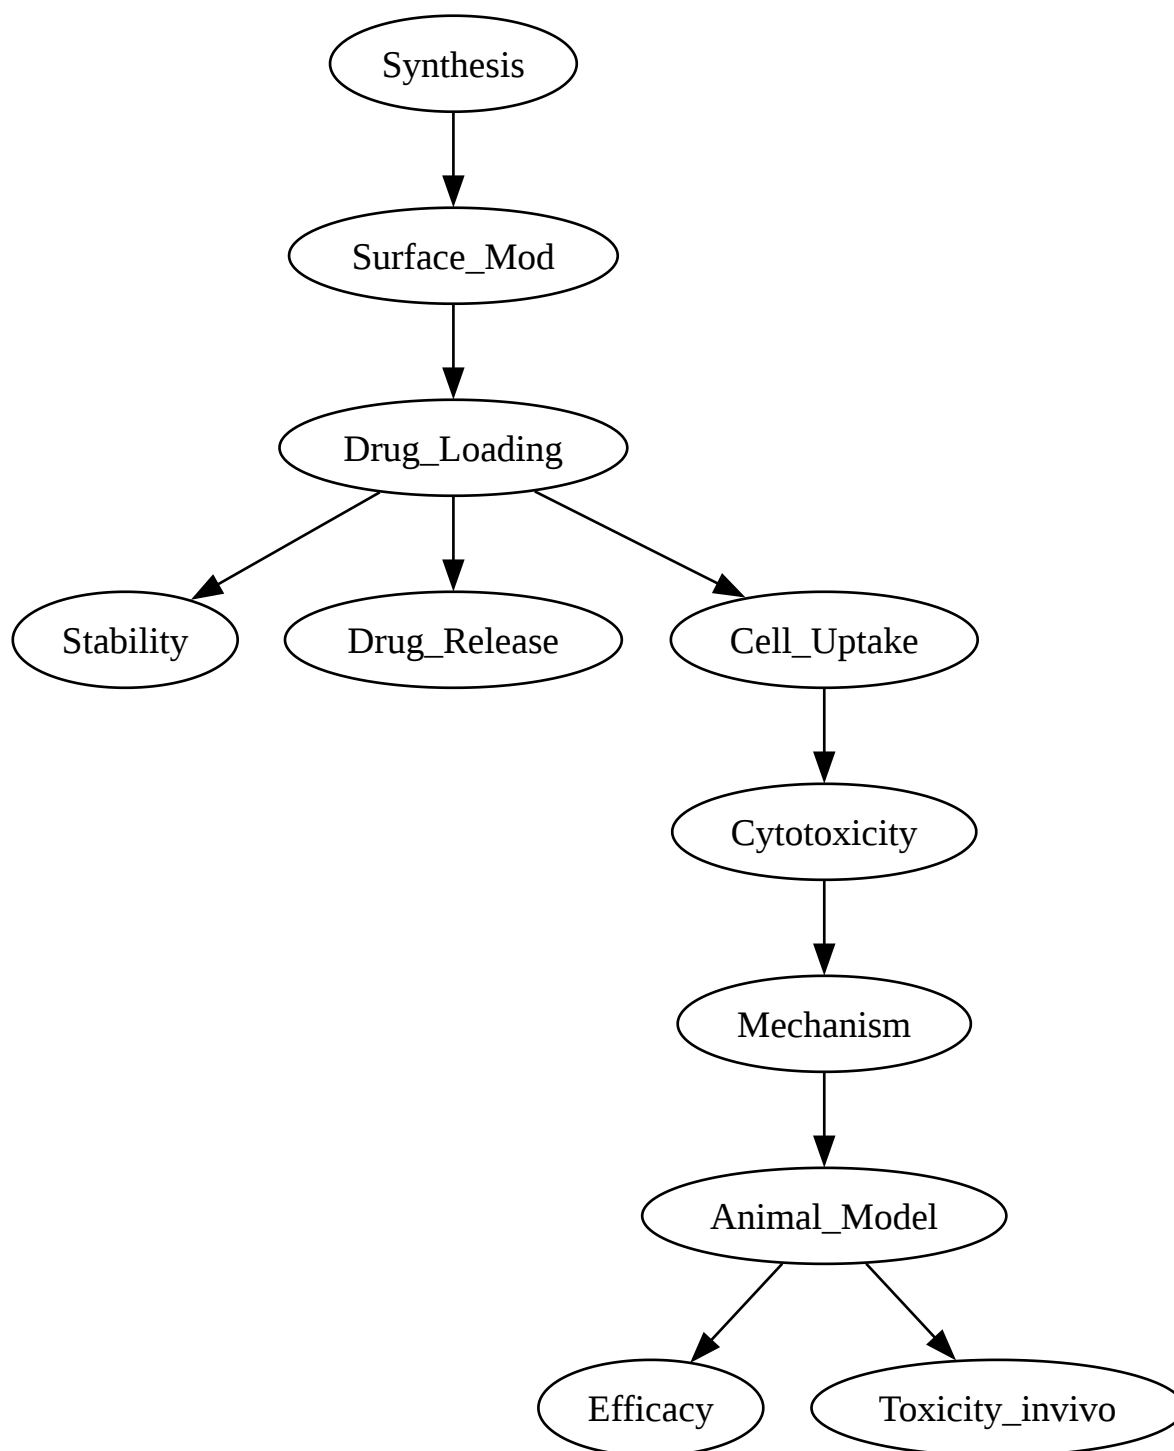 Synthesis
Surface_Mod
Drug_Loading
Stability
Drug_Release
Cell_Uptake
Cytotoxicity
Mechanism
Animal_Model
Efficacy
Toxicity_invivo